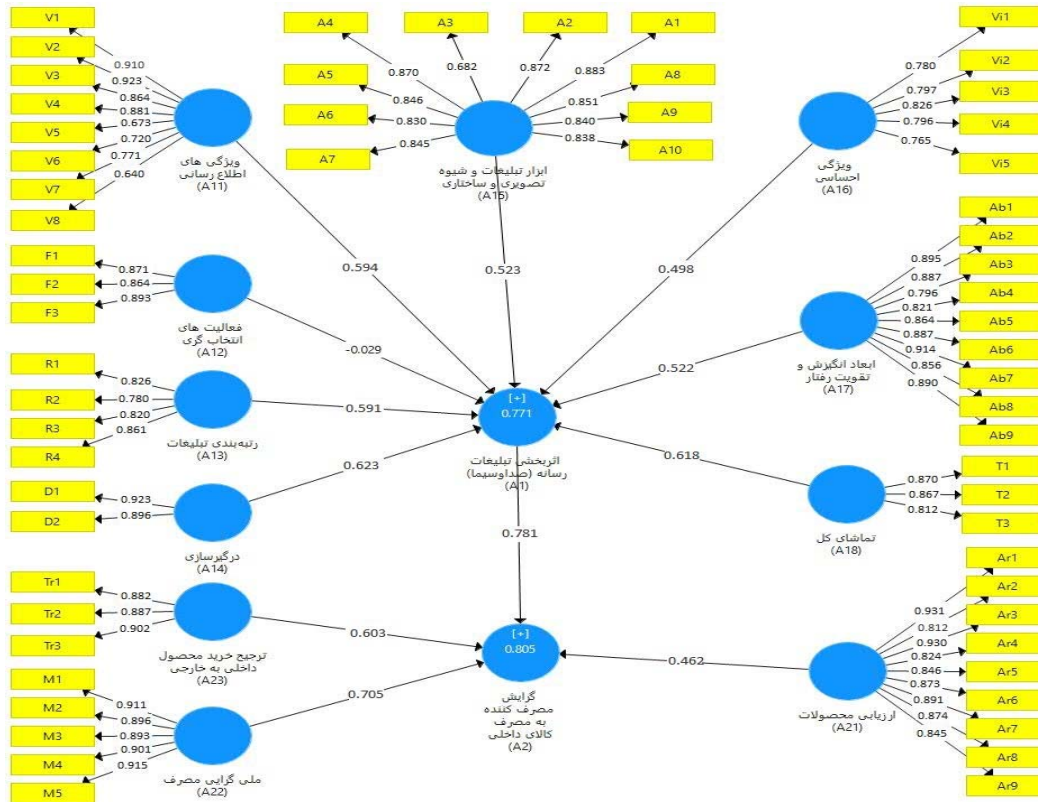 V1
V2
V3
V4
V5
V6
V7
V8
0.910
0.923
0.864
0.881
0.673
0.720
0.771
0.640
ویژگی های
اطلاع رسانی
(A11)
A4
A3
A2
A1
A5
A6
A7
A8
A9
A10
0.870
0.682
0.872
0.883
0.846
0.830
0.845
0.851
0.840
0.838
ابزار تبلیغات و شیوه
تصویری و ساختاری
(A15)
Vi1
Vi2
Vi3
Vi4
Vi5
0.780
0.797
0.826
0.796
0.765
ویژگی
احساسی
(A16)
F1
F2
F3
0.871
0.864
0.893
فعالیت های
انتخاب گری
(A12)
Ab1
Ab2
Ab3
Ab4
Ab5
Ab6
Ab7
Ab8
Ab9
0.895
0.887
0.796
0.821
0.864
0.887
0.914
0.856
0.890
ابعاد انگیزش و
تقویت رفتار
(A17)
R1
R2
R3
R4
0.826
0.780
0.820
0.861
رتبه‌بندی تبلیغات
(A13)
D1
D2
0.923
0.896
درگیرسازی
(A14)
T1
T2
T3
0.870
0.867
0.812
تماشای کل
(A18)
0.594
0.523
0.498
-0.029
0.522
0.591
0.623
0.618
[+]
0.771
اثربخشی تبلیغات
رسانه (صداوسیما)
(A1)
0.781
Tr1
Tr2
Tr3
0.882
0.887
0.902
ترجیح خرید محصول
داخلی به خارجی
(A23)
0.603
0.705
0.462
[+]
0.805
گرایش
مصرف کننده
به مصرف
کالای داخلی
(A2)
M1
M2
M3
M4
M5
0.911
0.896
0.893
0.901
0.915
ملی گرایی مصرف
(A22)
Ar1
Ar2
Ar3
Ar4
Ar5
Ar6
Ar7
Ar8
Ar9
0.931
0.812
0.930
0.824
0.846
0.873
0.891
0.874
0.845
ارزیابی محصولات
(A21)